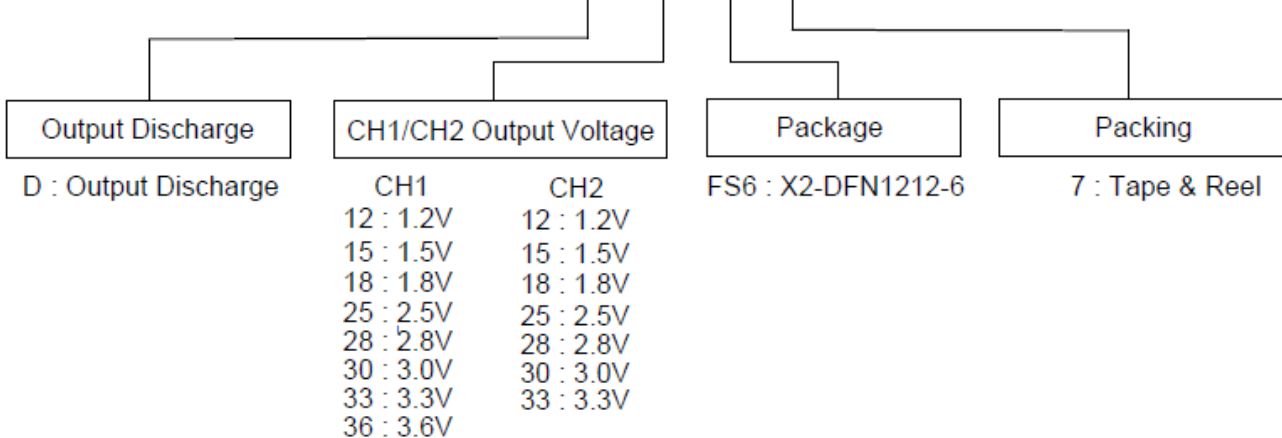 Output Discharge
CH1/CH2 Output Voltage
Package
Packing
D : Output Discharge
CH1
CH2
FS6 : X2-DFN1212-6
7 : Tape & Reel
12 : 1.2V
12 : 1.2V
15 : 1.5V
15 : 1.5V
18 : 1.8V
18 : 1.8V
25 : 2.5V
25 : 2.5V
28 : 2.8V
28 : 2.8V
30 : 3.0V
30 : 3.0V
33 : 3.3V
33 : 3.3V
36 : 3.6V